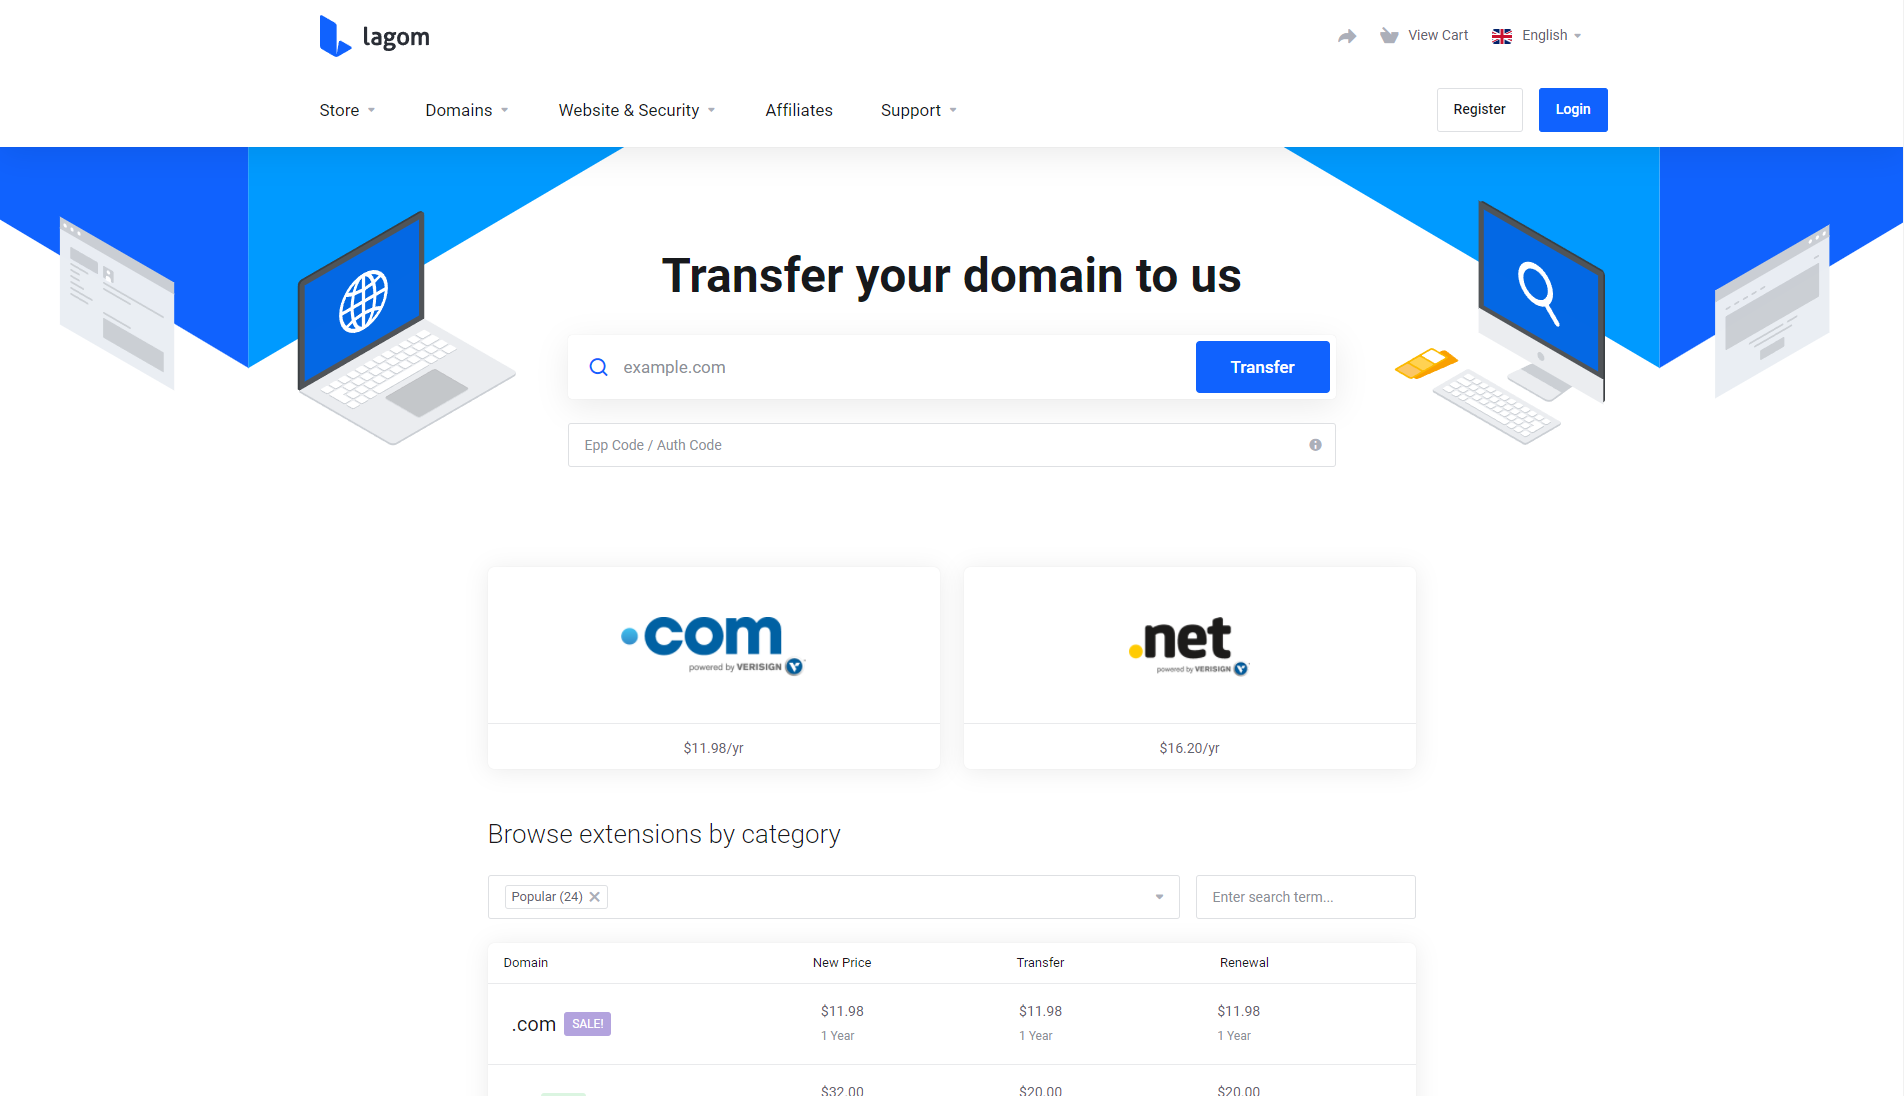 lagom
View Cart
English
Store
Domains
Website & Security
Affiliates
Support
Register
Login
Transfer your domain to us
example.com
Transfer
Epp Code / Auth Code
.com
powered by VERISIGN
.net
powered by VERISIGN
$11.98/yr
$16.20/yr
Browse extensions by category
Popular (24)
Enter search term...
Domain New Price Transfer Renewal
.com SALE! $11.98 $11.98 $11.98
1 Year 1 Year 1 Year
$32.00 $20.00 $20.00